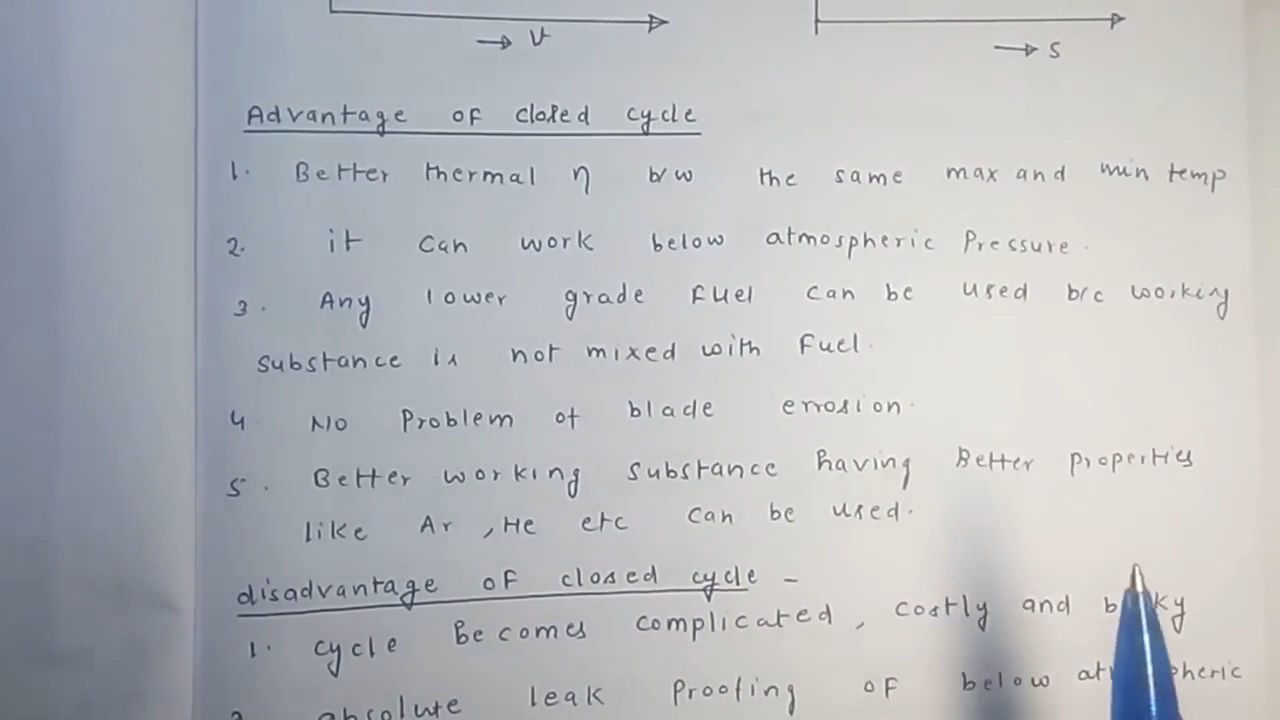 → V
→ S
Advantage of closed cycle
1. Better thermal η b/w the same max and min temp
2. it can work below atmospheric Pressure.
3. Any lower grade fuel can be used b/c working
substance is not mixed with fuel.
4. No Problem of blade errosion.
5. Better working substance having Better properties
like Ar, He etc can be used.
disadvantage of closed cycle -
1. cycle Becomes complicated, costly and
absolute leak Proofing of below